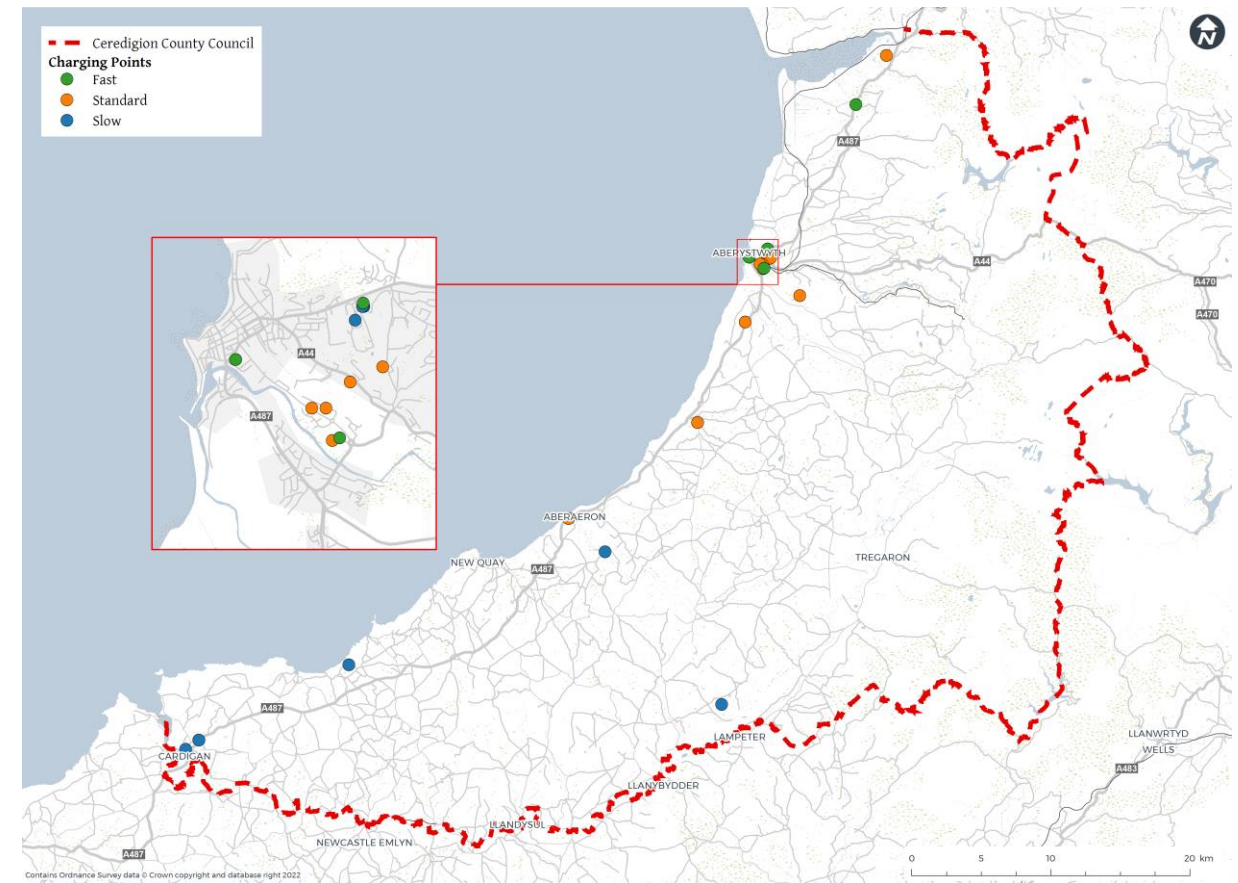 Ceredigion County Council
Charging Points
Fast
Standard
Slow
N
A487
ABERYSTWYTH
A44
A470
A470
A44
A487
ABERAERON
NEW QUAY
A487
TREGARON
A487
CARDIGAN
LAMPETER
LLANWRTYD
WELLS
A483
LLANYBYDDER
LLANDYSUL
NEWCASTLE EMLYN
A487
0 5 10 20 km
Contains Ordnance Survey data © Crown copyright and database right 2022